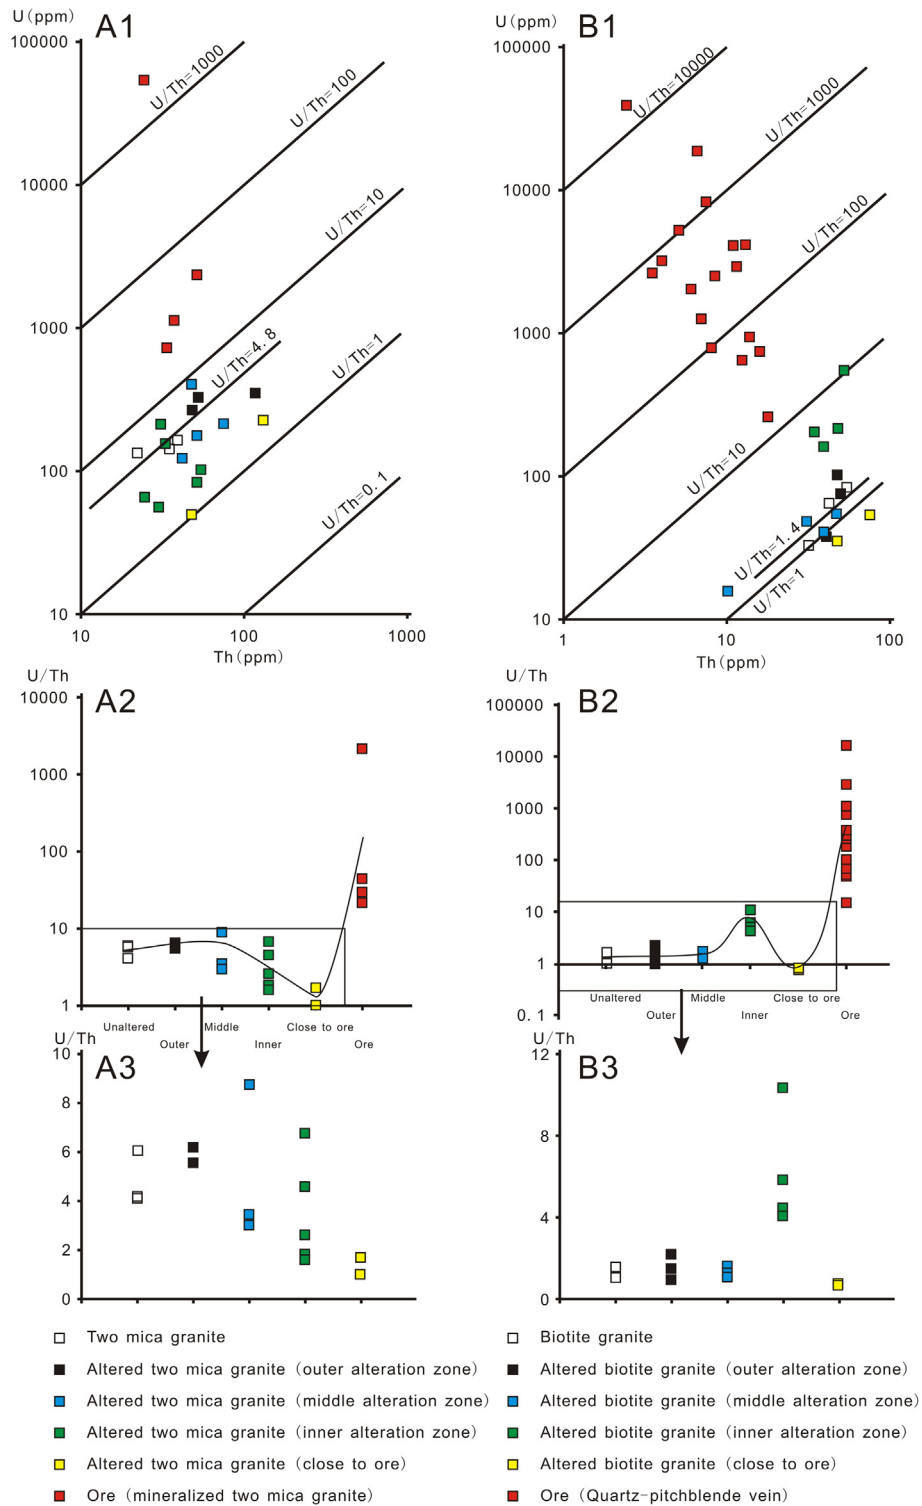 U (ppm)
A1
100000
10000
1000
100
10
U/Th=1000
U/Th=100
U/Th=10
U/Th=4.8
U/Th=1
U/Th=0.1
10
100
1000
Th (ppm)
U (ppm)
B1
100000
10000
1000
100
10
U/Th=10000
U/Th=1000
U/Th=100
U/Th=10
U/Th=1.4
U/Th=1
1
10
100
Th (ppm)
U/Th
A2
10000
1000
100
10
1
Unaltered
Outer
Middle
Inner
Close to ore
Ore
U/Th
B2
100000
10000
1000
100
10
1
0.1
Unaltered
Outer
Middle
Inner
Close to ore
Ore
U/Th
A3
10
8
6
4
2
0
U/Th
B3
12
8
4
0
Two mica granite
Altered two mica granite (outer alteration zone)
Altered two mica granite (middle alteration zone)
Altered two mica granite (inner alteration zone)
Altered two mica granite (close to ore)
Ore (mineralized two mica granite)
Biotite granite
Altered biotite granite (outer alteration zone)
Altered biotite granite (middle alteration zone)
Altered biotite granite (inner alteration zone)
Altered biotite granite (close to ore)
Ore (Quartz-pitchblende vein)